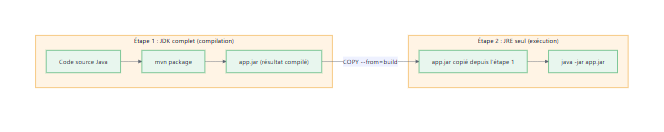 Étape 1 : JDK complet (compilation)
Code source Java
mvn package
app.jar (résultat compilé)
COPY --from=build
Étape 2 : JRE seul (exécution)
app.jar copié depuis l'étape 1
java -jar app.jar